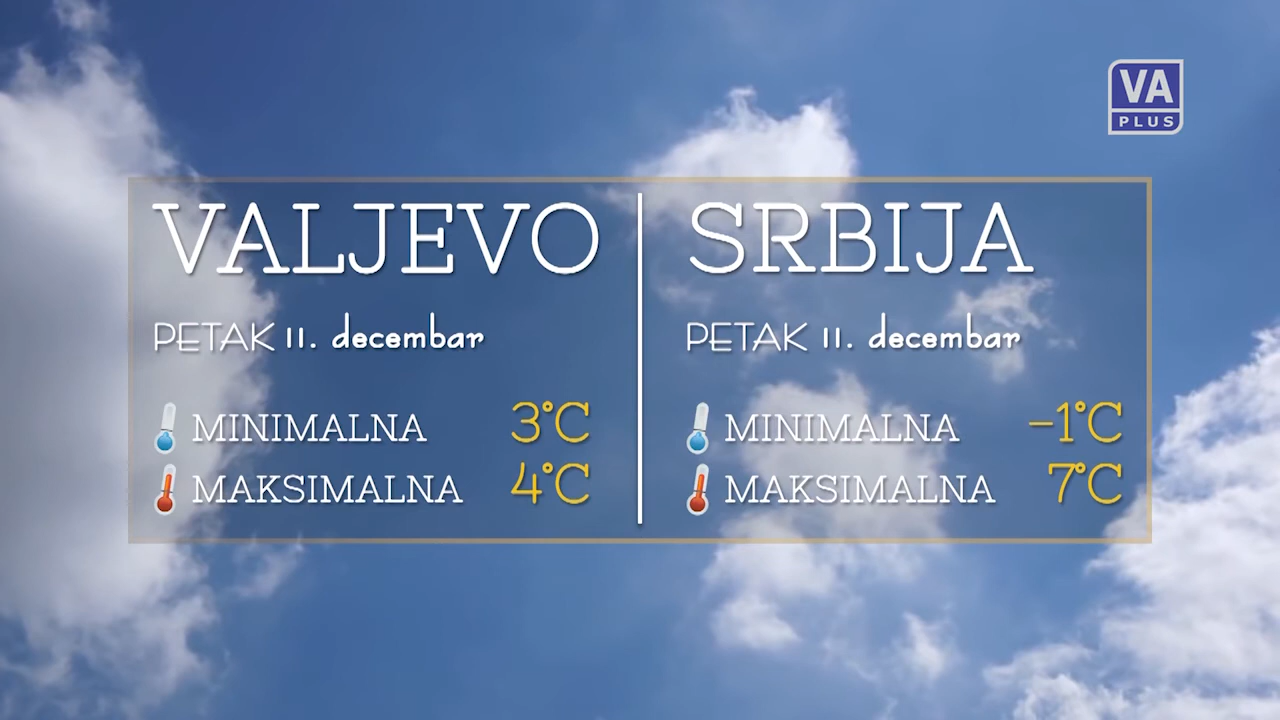 VA
PLUS
VALJEVO
PETAK 11. decembar
MINIMALNA 3°C
MAKSIMALNA 4°C
SRBIJA
PETAK 11. decembar
MINIMALNA -1°C
MAKSIMALNA 7°C